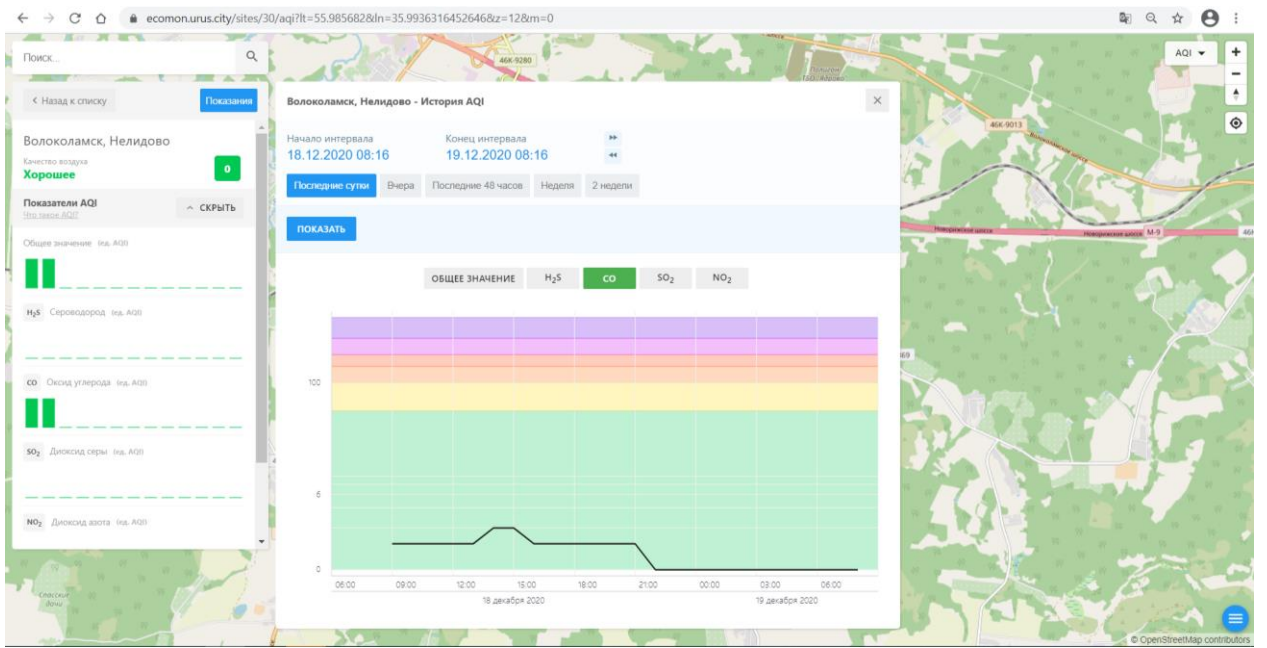 ecomon.urus.city/sites/30/aqi?lt=55.985682&ln=35.9936316452646&z=12&m=0
Поиск...
46К-9280
AQI
Назад к списку
Показания
Волоколамск, Нелидово - История AQI
Волоколамск, Нелидово
Качество воздуха
Хорошее
0
Начало интервала
Конец интервала
18.12.2020 08:16
19.12.2020 08:16
46К-9013
Последние сутки
Вчера
Последние 48 часов
Неделя
2 недели
Показатели AQI
Что такое AQI?
СКРЫТЬ
ПОКАЗАТЬ
Новорижское шоссе
Новорижское шоссе
М-9
Общее значение (ед. AQI)
ОБЩЕЕ ЗНАЧЕНИЕ
H₂S
CO
SO₂
NO₂
H₂S Сероводород (ед. AQI)
CO Оксид углерода (ед. AQI)
100
SO₂ Диоксид серы (ед. AQI)
6
NO₂ Диоксид азота (ед. AQI)
0
06:00
09:00
12:00
15:00
18:00
21:00
00:00
03:00
06:00
18 декабря 2020
19 декабря 2020
Спасские
дачи
© OpenStreetMap contributors